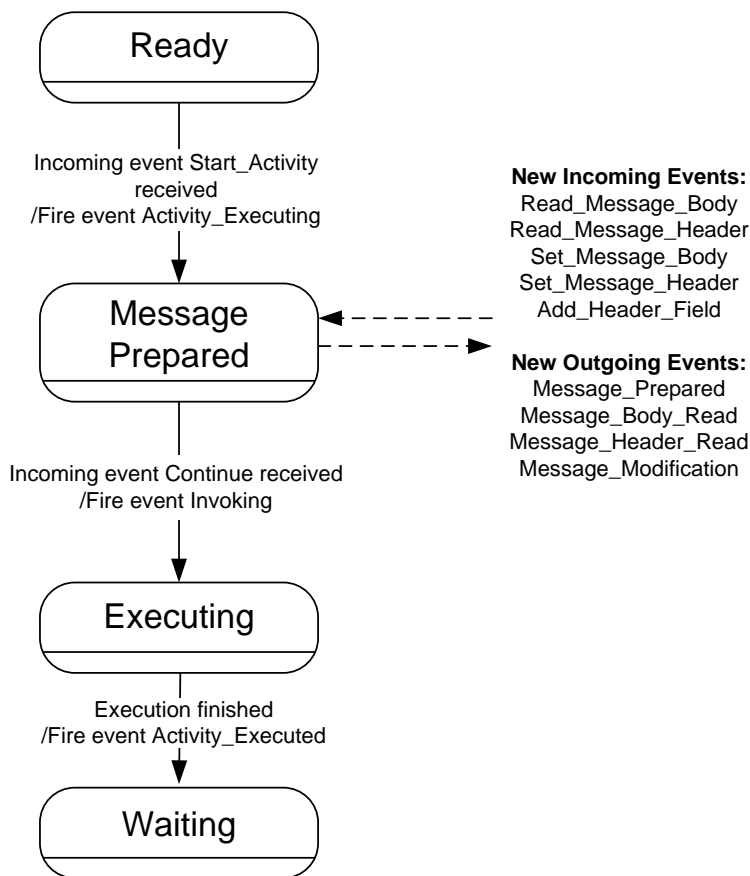 Ready
Incoming event Start_Activity
received
/Fire event Activity_Executing
Message
Prepared
New Incoming Events:
Read_Message_Body
Read_Message_Header
Set_Message_Body
Set_Message_Header
Add_Header_Field
New Outgoing Events:
Message_Prepared
Message_Body_Read
Message_Header_Read
Message_Modification
Incoming event Continue received
/Fire event Invoking
Executing
Execution finished
/Fire event Activity_Executed
Waiting